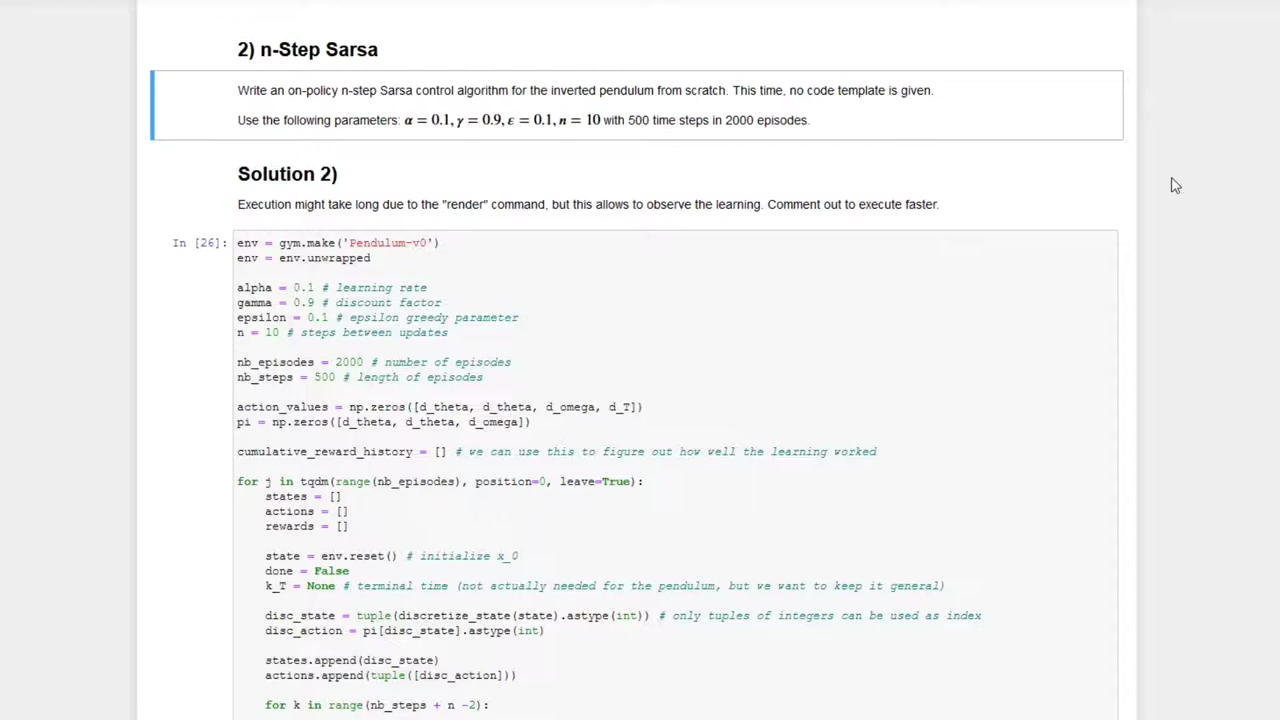 2) n-Step Sarsa
Write an on-policy n-step Sarsa control algorithm for the inverted pendulum from scratch. This time, no code template is given.
Use the following parameters: α = 0.1, γ = 0.9, ε = 0.1, n = 10 with 500 time steps in 2000 episodes.
Solution 2)
Execution might take long due to the "render" command, but this allows to observe the learning. Comment out to execute faster.
In [26]: env = gym.make('Pendulum-v0')
env = env.unwrapped
alpha = 0.1 # learning rate
gamma = 0.9 # discount factor
epsilon = 0.1 # epsilon greedy parameter
n = 10 # steps between updates
nb_episodes = 2000 # number of episodes
nb_steps = 500 # length of episodes
action_values = np.zeros([d_theta, d_theta, d_omega, d_T])
pi = np.zeros([d_theta, d_theta, d_omega])
cumulative_reward_history = [] # we can use this to figure out how well the learning worked
for j in tqdm(range(nb_episodes), position=0, leave=True):
    states = []
    actions = []
    rewards = []
    state = env.reset() # initialize x_0
    done = False
    k_T = None # terminal time (not actually needed for the pendulum, but we want to keep it general)
    disc_state = tuple(discretize_state(state).astype(int)) # only tuples of integers can be used as index
    disc_action = pi[disc_state].astype(int)
    states.append(disc_state)
    actions.append(tuple([disc_action]))
    for k in range(nb_steps + n -2):